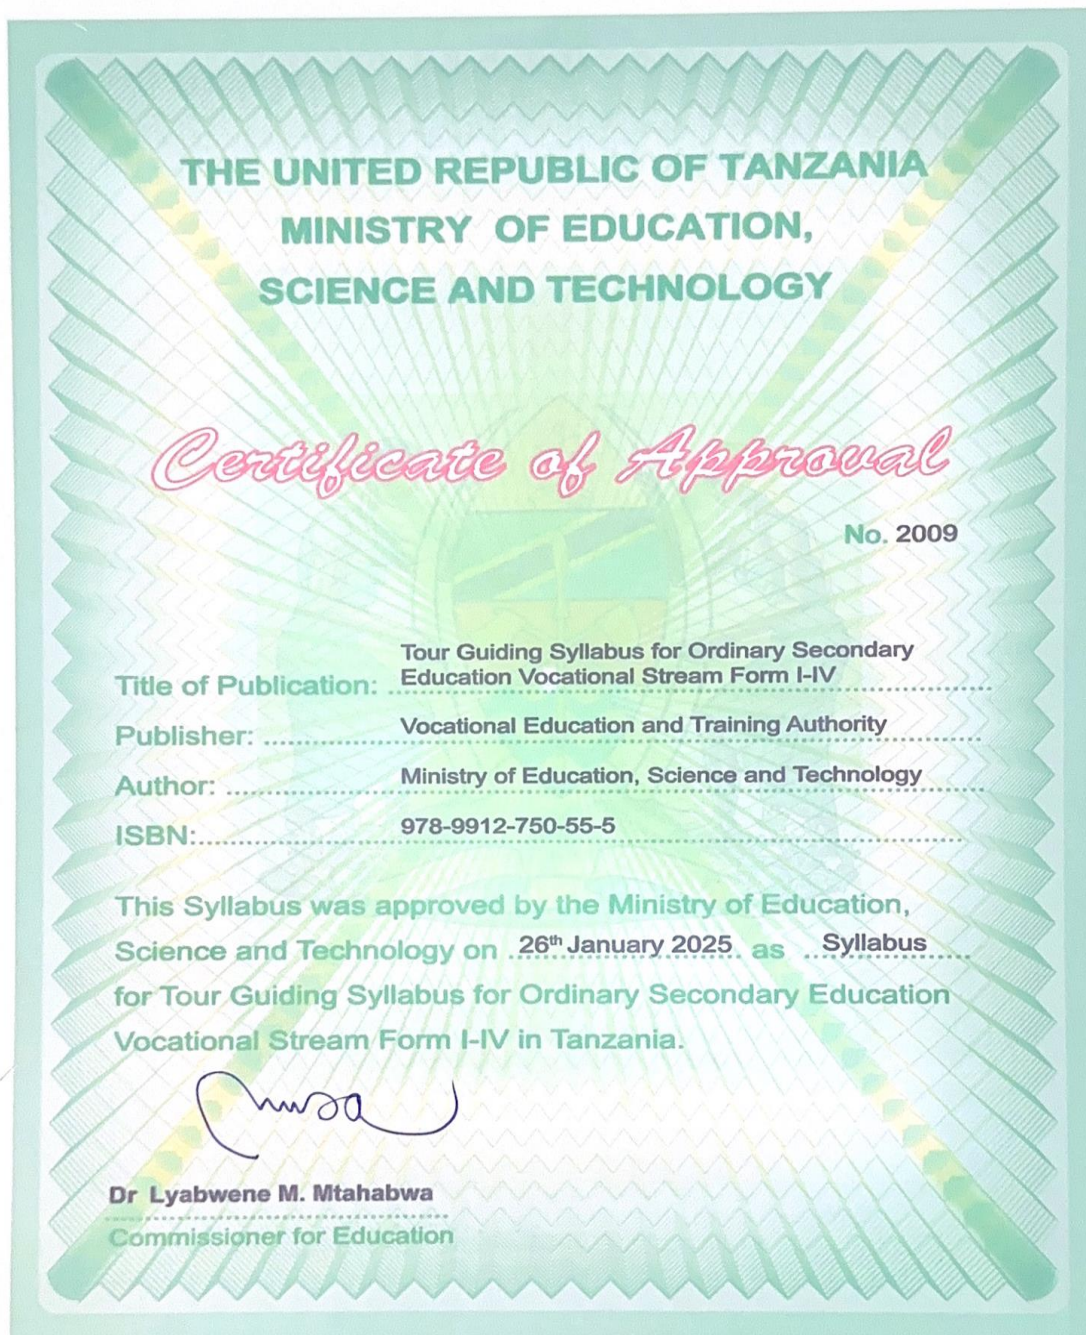 THE UNITED REPUBLIC OF TANZANIA
MINISTRY OF EDUCATION,
SCIENCE AND TECHNOLOGY
Certificate of Approval
No. 2009
Title of Publication: Tour Guiding Syllabus for Ordinary Secondary
Education Vocational Stream Form I-IV
Publisher: Vocational Education and Training Authority
Author: Ministry of Education, Science and Technology
ISBN: 978-9912-750-55-5
This Syllabus was approved by the Ministry of Education,
Science and Technology on 26th January 2025 as Syllabus
for Tour Guiding Syllabus for Ordinary Secondary Education
Vocational Stream Form I-IV in Tanzania.
Dr Lyabwene M. Mtahabwa
Commissioner for Education